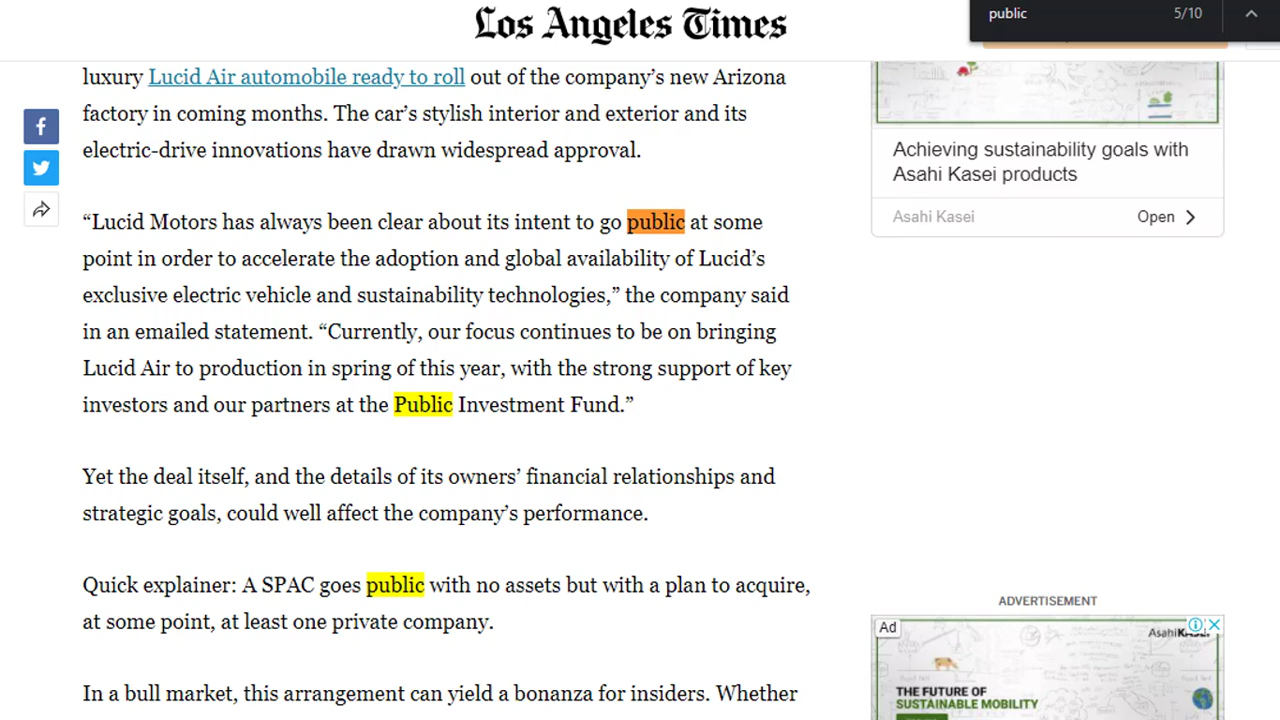 Los Angeles Times
public 5/10
luxury Lucid Air automobile ready to roll out of the company’s new Arizona
factory in coming months. The car’s stylish interior and exterior and its
electric-drive innovations have drawn widespread approval.
“Lucid Motors has always been clear about its intent to go public at some
point in order to accelerate the adoption and global availability of Lucid’s
exclusive electric vehicle and sustainability technologies,” the company said
in an emailed statement. “Currently, our focus continues to be on bringing
Lucid Air to production in spring of this year, with the strong support of key
investors and our partners at the Public Investment Fund.”
Yet the deal itself, and the details of its owners’ financial relationships and
strategic goals, could well affect the company’s performance.
Quick explainer: A SPAC goes public with no assets but with a plan to acquire,
at some point, at least one private company.
In a bull market, this arrangement can yield a bonanza for insiders. Whether
Achieving sustainability goals with
Asahi Kasei products
Asahi Kasei Open
ADVERTISEMENT
Ad
THE FUTURE OF
SUSTAINABLE MOBILITY